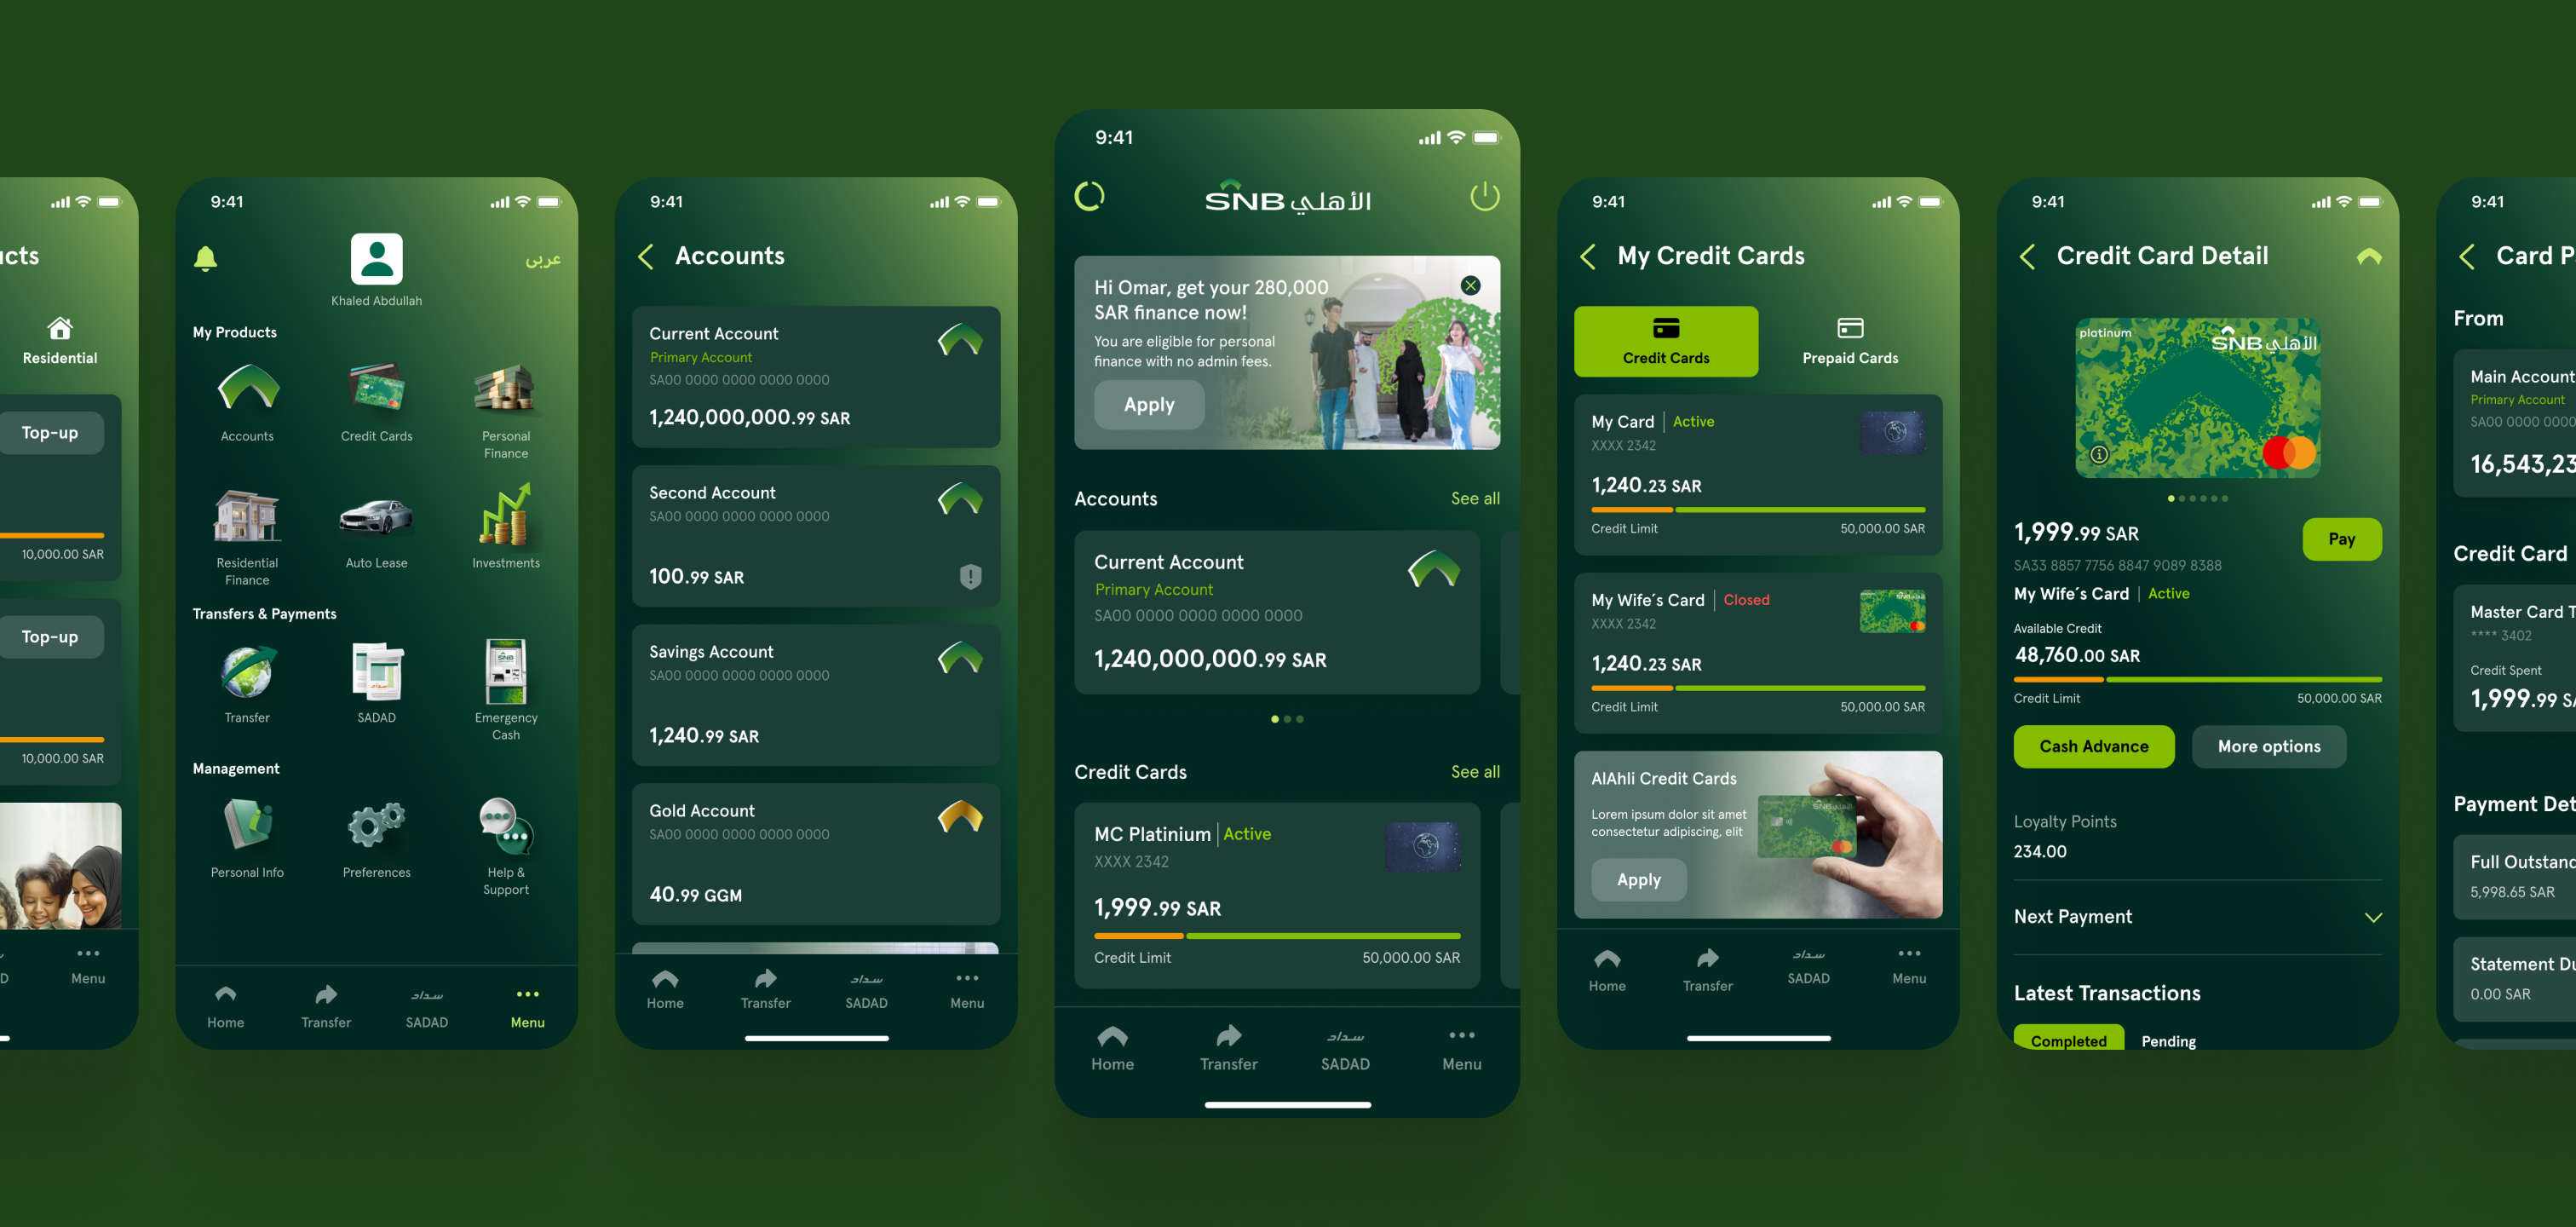 Residential
Top-up
10,000.00 SAR
Top-up
10,000.00 SAR
Menu
9:41
عربى
Khaled Abdullah
My Products
Accounts
Credit Cards
Personal
Finance
Residential
Finance
Auto Lease
Investments
Transfers & Payments
Transfer
SADAD
Emergency
Cash
Management
Personal Info
Preferences
Help &
Support
Home
Transfer
سداد
SADAD
Menu
9:41
Accounts
Current Account
Primary Account
SA00 0000 0000 0000 0000
1,240,000,000.99 SAR
Second Account
SA00 0000 0000 0000 0000
100.99 SAR
Savings Account
SA00 0000 0000 0000 0000
1,240.99 SAR
Gold Account
SA00 0000 0000 0000 0000
40.99 GGM
Home
Transfer
سداد
SADAD
Menu
9:41
SNB الأهلي
Hi Omar, get your 280,000
SAR finance now!
You are eligible for personal
finance with no admin fees.
Apply
Accounts
See all
Current Account
Primary Account
SA00 0000 0000 0000 0000
1,240,000,000.99 SAR
Credit Cards
See all
MC Platinium | Active
XXXX 2342
1,999.99 SAR
Credit Limit
50,000.00 SAR
Home
Transfer
سداد
SADAD
Menu
9:41
My Credit Cards
Credit Cards
Prepaid Cards
My Card | Active
XXXX 2342
1,240.23 SAR
Credit Limit
50,000.00 SAR
My Wife´s Card | Closed
XXXX 2342
1,240.23 SAR
Credit Limit
50,000.00 SAR
AlAhli Credit Cards
Lorem ipsum dolor sit amet
consectetur adipiscing, elit
Apply
Home
Transfer
سداد
SADAD
Menu
9:41
Credit Card Detail
platinum
SNB الأهلي
1,999.99 SAR
Pay
SA33 8857 7756 8847 9089 8388
My Wife´s Card | Active
Available Credit
48,760.00 SAR
Credit Limit
50,000.00 SAR
Cash Advance
More options
Loyalty Points
234.00
Next Payment
Latest Transactions
Completed
Pending
9:41
Card P
From
Main Account
Primary Account
SA00 0000 0000
16,543,23
Credit Card
Master Card T
**** 3402
Credit Spent
1,999.99 SA
Payment Det
Full Outstand
5,998.65 SAR
Statement Du
0.00 SAR